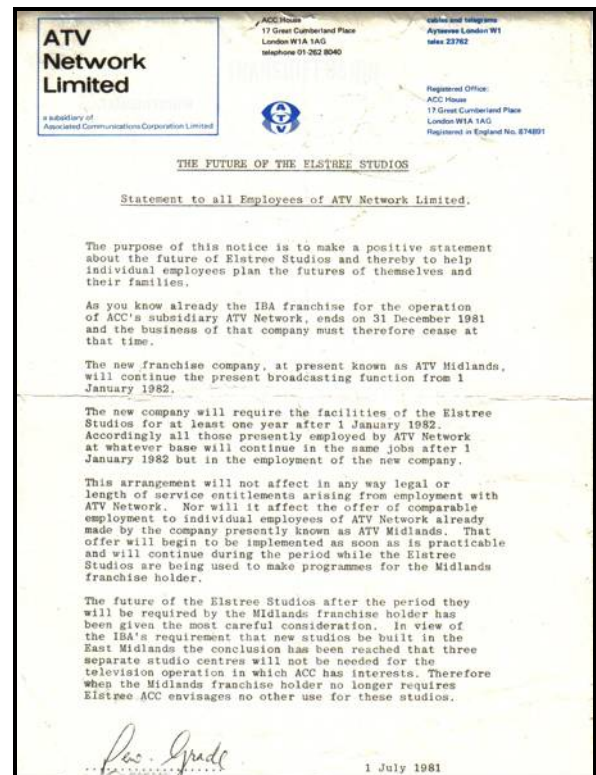 ATV
Network
Limited
a subsidiary of
Associated Communications Corporation Limited
ACC House
17 Great Cumberland Place
London W1A 1AG
telephone 01-262 8040
cables and telegrams
Ayteevee London W1
telex 23762
ATV
Registered Office:
ACC House
17 Great Cumberland Place
London W1A 1AG
Registered in England No. 874891
THE FUTURE OF THE ELSTREE STUDIOS
Statement to all Employees of ATV Network Limited.
The purpose of this notice is to make a positive statement
about the future of Elstree Studios and thereby to help
individual employees plan the futures of themselves and
their families.
As you know already the IBA franchise for the operation
of ACC's subsidiary ATV Network, ends on 31 December 1981
and the business of that company must therefore cease at
that time.
The new franchise company, at present known as ATV Midlands,
will continue the present broadcasting function from 1
January 1982.
The new company will require the facilities of the Elstree
Studios for at least one year after 1 January 1982.
Accordingly all those presently employed by ATV Network
at whatever base will continue in the same jobs after 1
January 1982 but in the employment of the new company.
This arrangement will not affect in any way legal or
length of service entitlements arising from employment with
ATV Network. Nor will it affect the offer of comparable
employment to individual employees of ATV Network already
made by the company presently known as ATV Midlands. That
offer will begin to be implemented as soon as is practicable
and will continue during the period while the Elstree
Studios are being used to make programmes for the Midlands
franchise holder.
The future of the Elstree Studios after the period they
will be required by the MIdlands franchise holder has
been given the most careful consideration. In view of
the IBA's requirement that new studios be built in the
East Midlands the conclusion has been reached that three
separate studio centres will not be needed for the
television operation in which ACC has interests. Therefore
when the Midlands franchise holder no longer requires
Elstree ACC envisages no other use for these studios.
Lew Grade
1 July 1981